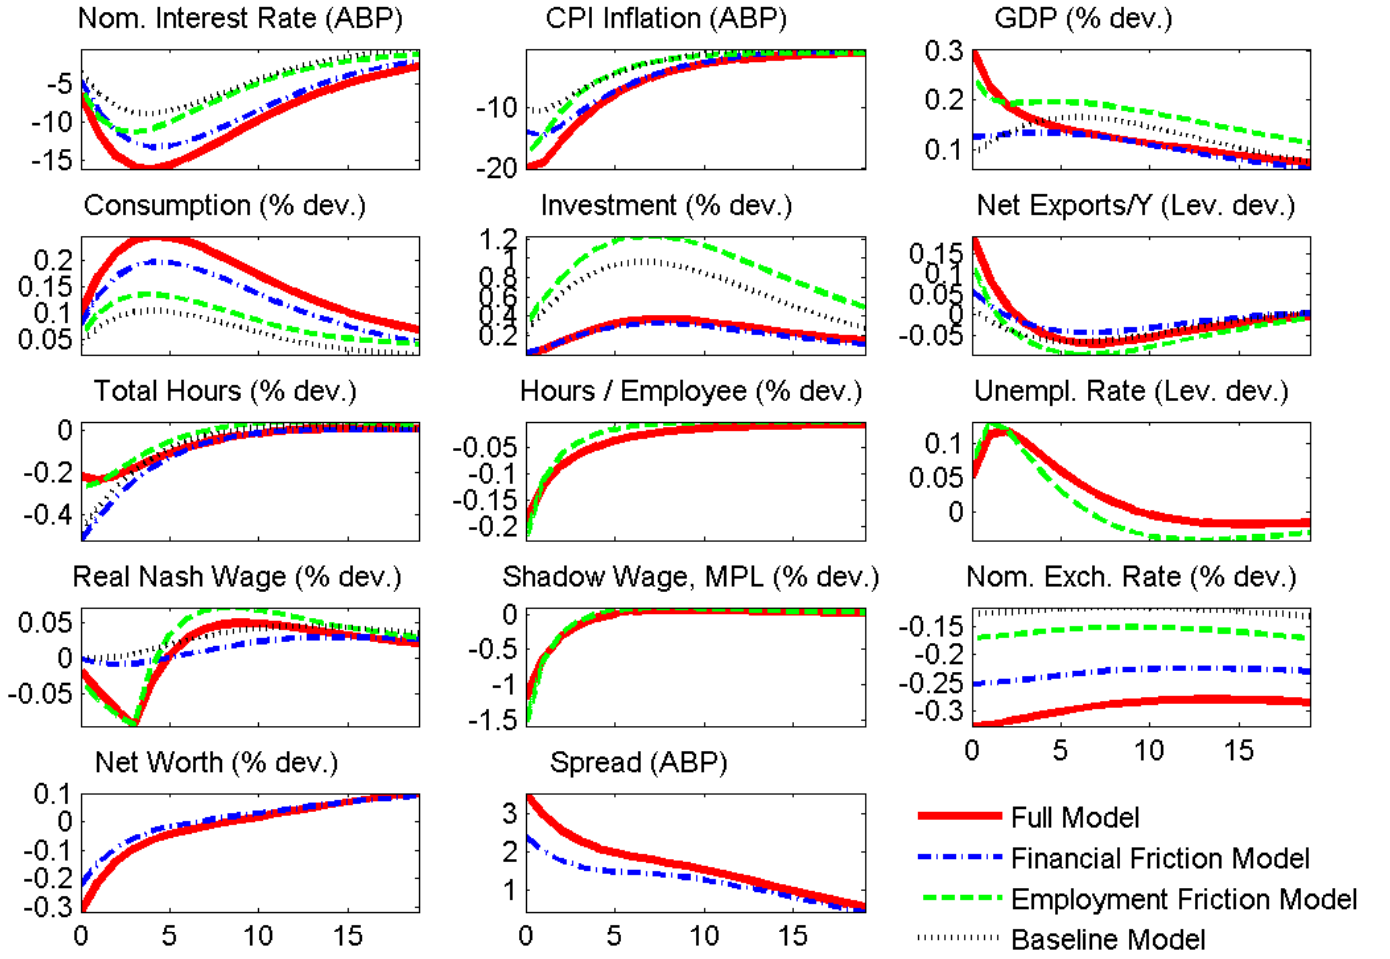 Nom. Interest Rate (ABP)
CPI Inflation (ABP)
GDP (% dev.)
-5
-10
-15
-10
-20
0.3
0.2
0.1
Consumption (% dev.)
Investment (% dev.)
Net Exports/Y (Lev. dev.)
0.2
0.15
0.1
0.05
1.2
1
0.8
0.6
0.4
0.2
0.15
0.1
0.05
0
-0.05
Total Hours (% dev.)
Hours / Employee (% dev.)
Unempl. Rate (Lev. dev.)
0
-0.2
-0.4
-0.05
-0.1
-0.15
-0.2
0.1
0.05
0
Real Nash Wage (% dev.)
Shadow Wage, MPL (% dev.)
Nom. Exch. Rate (% dev.)
0.05
0
-0.05
0
-0.5
-1
-1.5
-0.15
-0.2
-0.25
-0.3
0 5 10 15
Net Worth (% dev.)
Spread (ABP)
0.1
0
-0.1
-0.2
-0.3
0 5 10 15
3
2
1
0 5 10 15
Full Model
Financial Friction Model
Employment Friction Model
Baseline Model